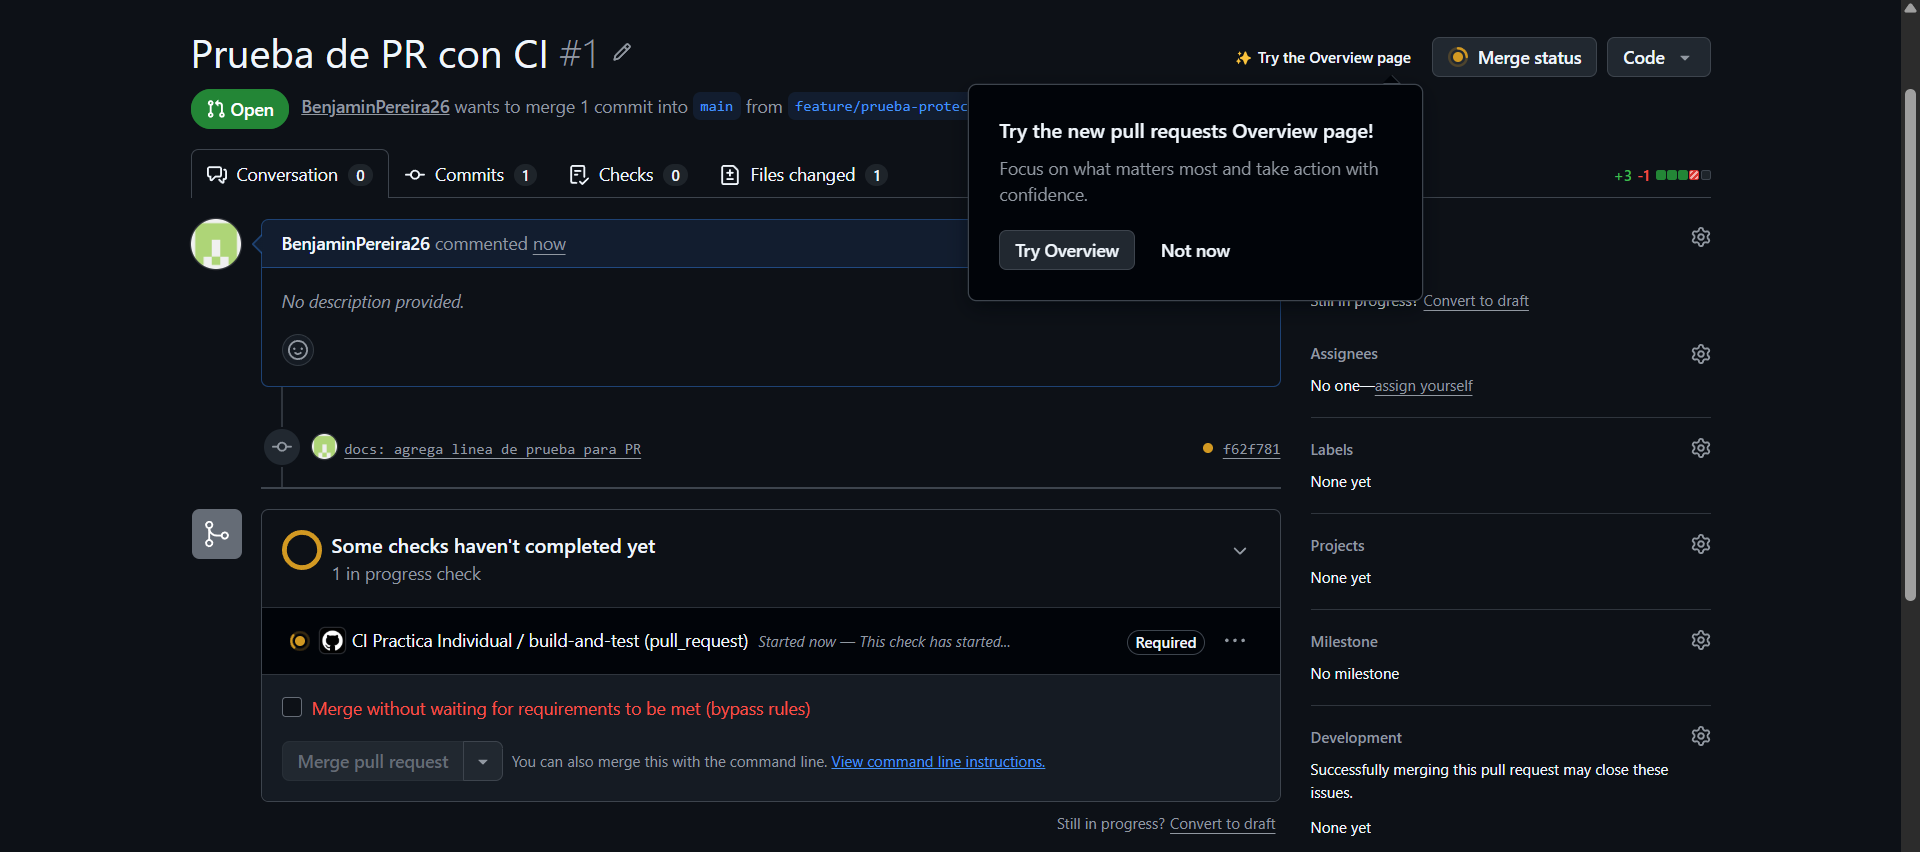 Prueba de PR con CI #1
Try the Overview page
Merge status
Code
Open
BenjaminPereira26 wants to merge 1 commit into main from feature/prueba-protec
Try the new pull requests Overview page!
Focus on what matters most and take action with
confidence.
Try Overview
Not now
Conversation 0
Commits 1
Checks 0
Files changed 1
+3 -1
BenjaminPereira26 commented now
No description provided.
Still in progress? Convert to draft
Assignees
No one—assign yourself
docs: agrega linea de prueba para PR
f62f781
Labels
None yet
Some checks haven't completed yet
1 in progress check
Projects
None yet
CI Practica Individual / build-and-test (pull_request) Started now — This check has started...
Required
Milestone
No milestone
Merge without waiting for requirements to be met (bypass rules)
Merge pull request
You can also merge this with the command line. View command line instructions.
Development
Successfully merging this pull request may close these
issues.
None yet
Still in progress? Convert to draft